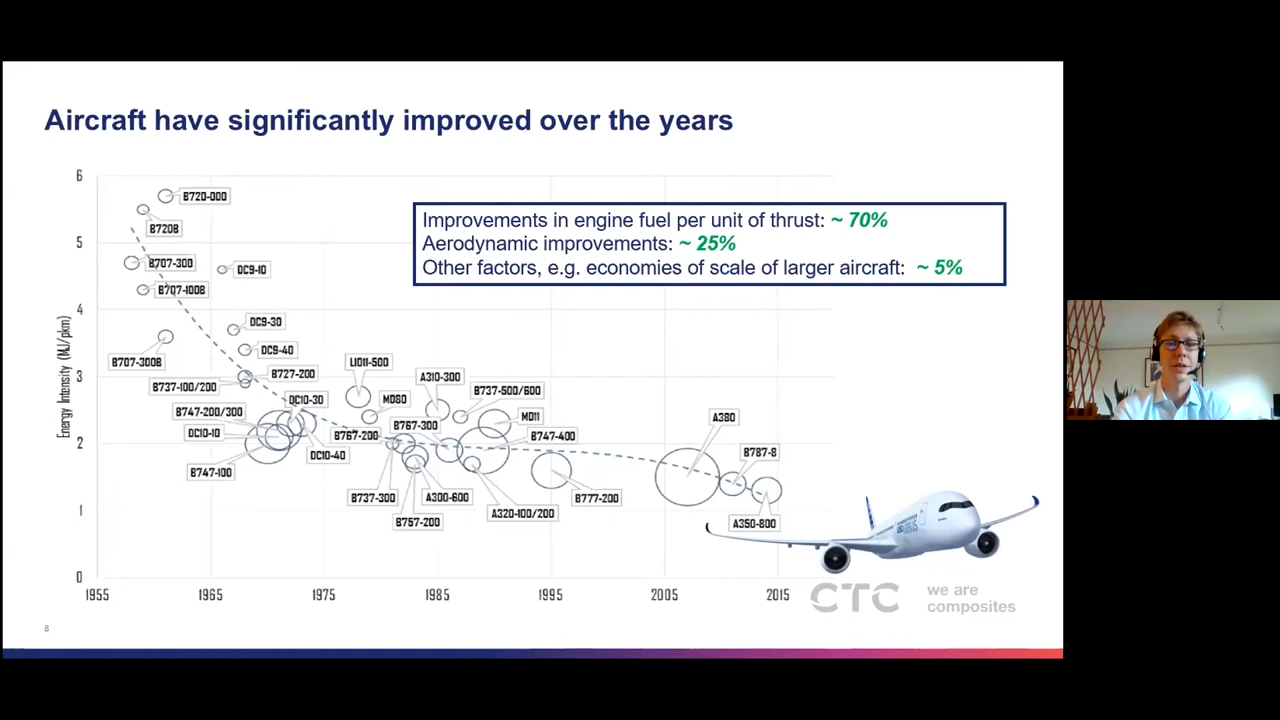 Aircraft have significantly improved over the years
Improvements in engine fuel per unit of thrust: ~ 70%
Aerodynamic improvements: ~ 25%
Other factors, e.g. economies of scale of larger aircraft: ~ 5%
Energy Intensity (MJ/pkm)
6
5
4
3
2
1
0
B720-000
B720B
B707-300
DC9-10
B707-100B
DC9-30
B707-300B
DC9-40
L1011-500
B727-200
A310-300
B737-100/200
B737-500/600
DC10-30
MD80
B747-200/300
MD11
A380
B767-300
DC10-10
B767-200
B747-400
DC10-40
B787-8
B747-100
B737-300
A300-600
B777-200
A320-100/200
B757-200
A350-800
1955
1965
1975
1985
1995
2005
2015
CTC
we are
composites
8